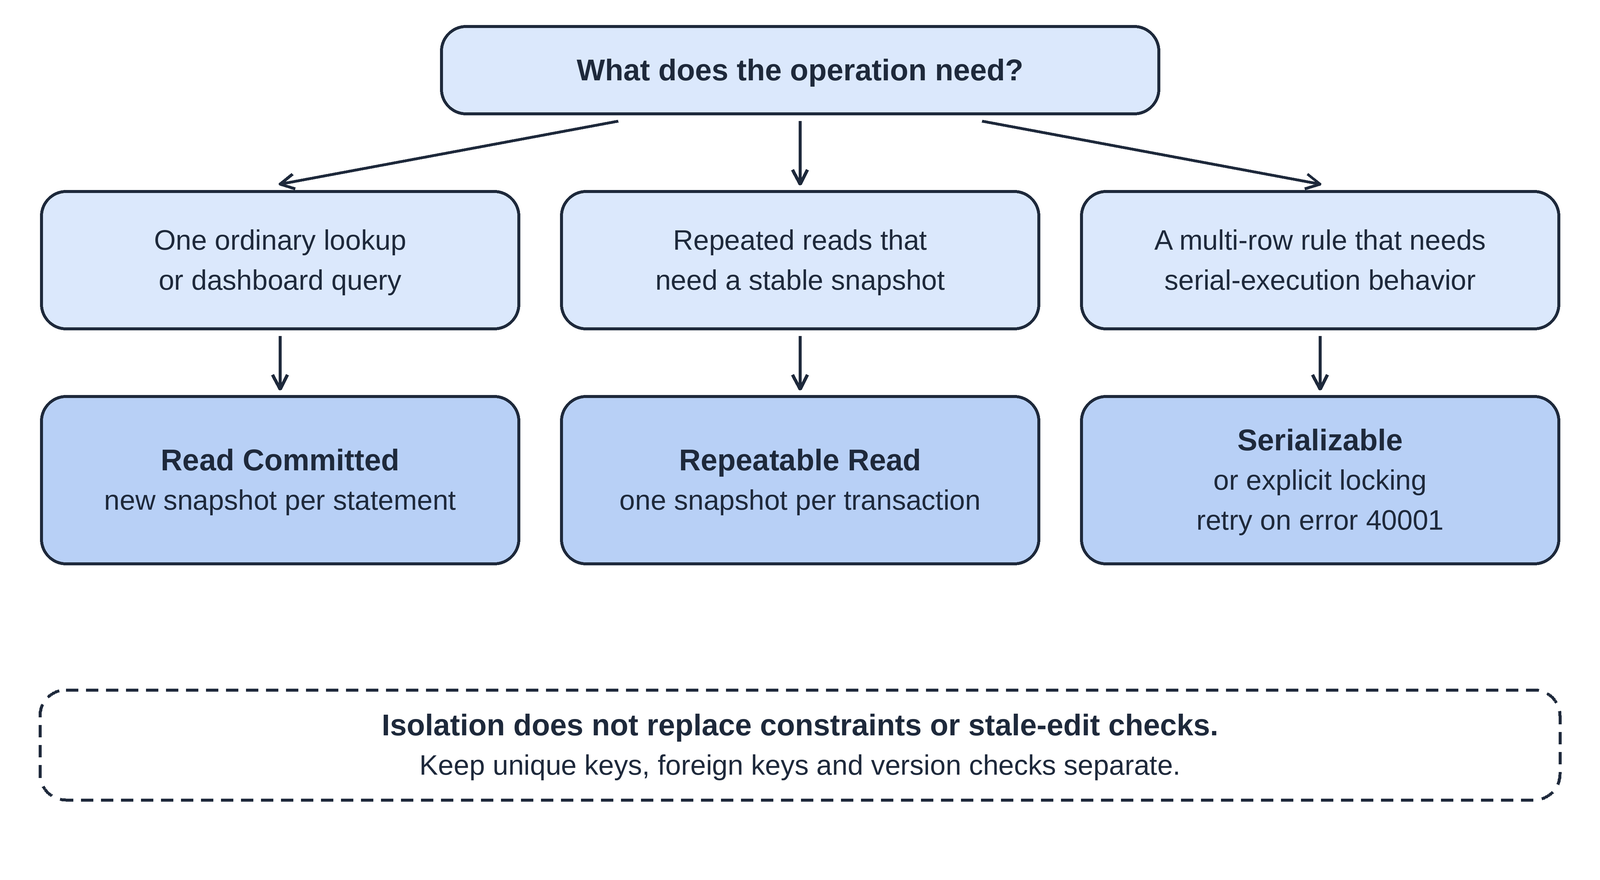 What does the operation need?
One ordinary lookup
or dashboard query
Repeated reads that
need a stable snapshot
A multi-row rule that needs
serial-execution behavior
Read Committed
new snapshot per statement
Repeatable Read
one snapshot per transaction
Serializable
or explicit locking
retry on error 40001
Isolation does not replace constraints or stale-edit checks.
Keep unique keys, foreign keys and version checks separate.